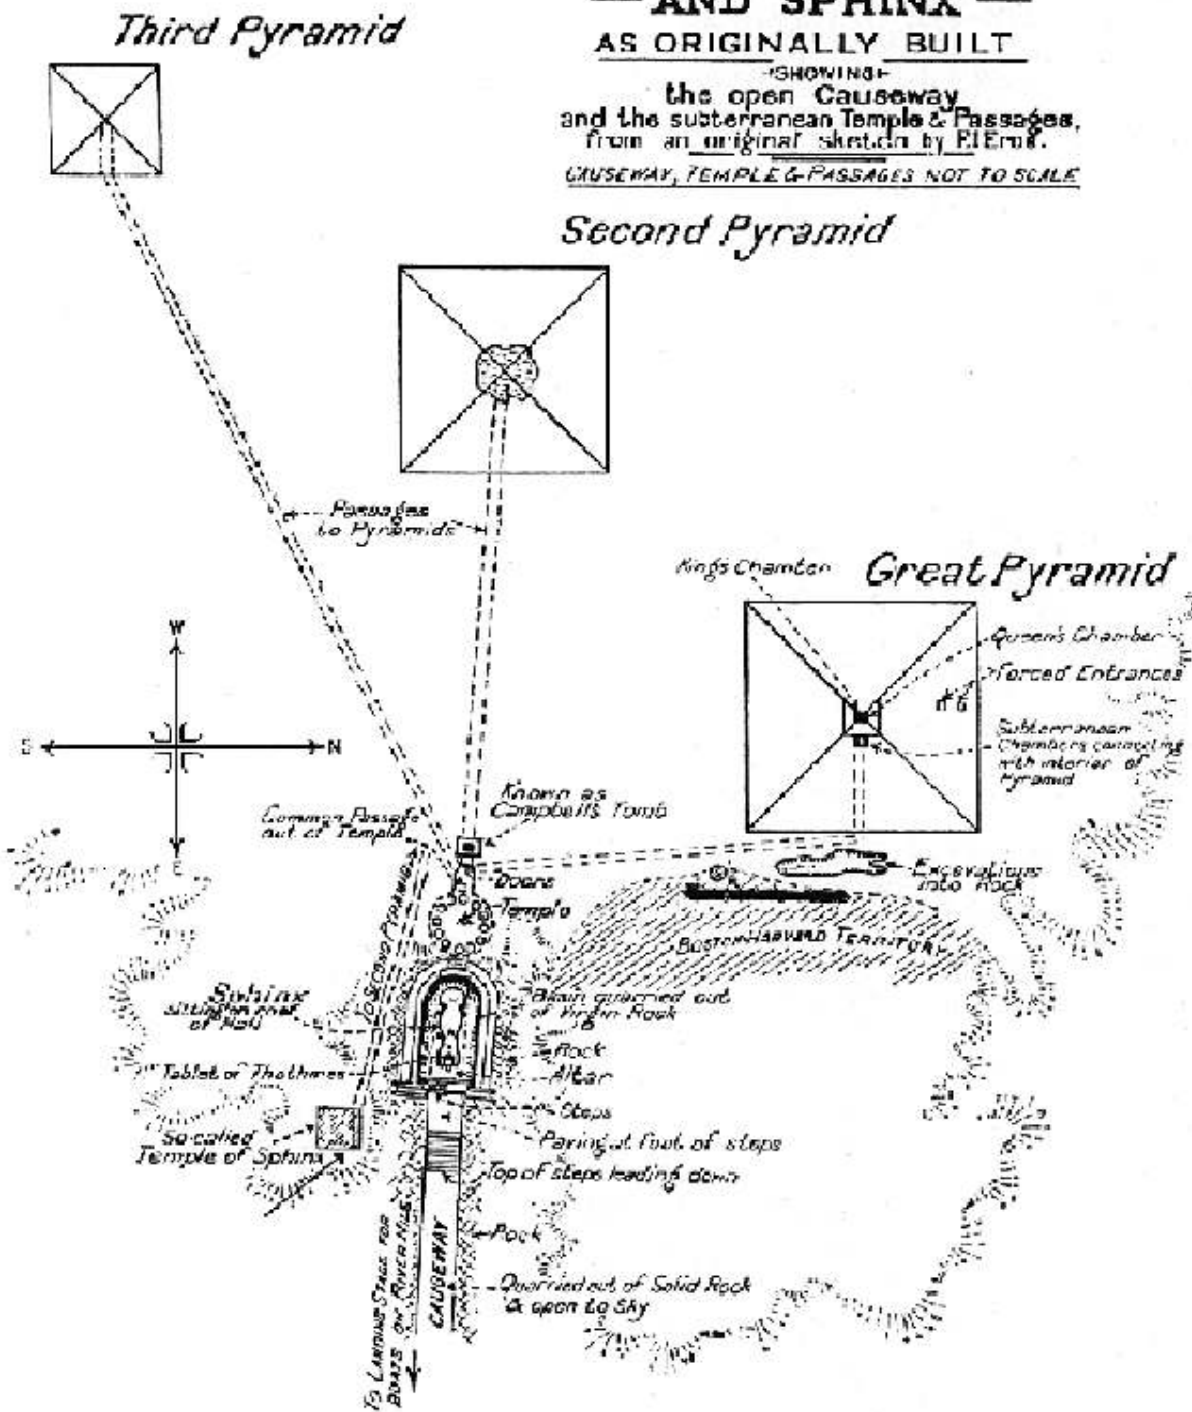 Third Pyramid
AND SPHINX
AS ORIGINALLY BUILT
SHOWING
the open Causeway
and the subterranean Temple & Passages,
from an original sketch by
CAUSEWAY, TEMPLE & PASSAGES NOT TO SCALE
Second Pyramid
Passages
to Pyramids
King's Chamber
Great Pyramid
Queen's Chamber
Forced Entrances
Subterranean
Chambers connecting
with interior of
Pyramid
W
S
N
E
Known as
Campbell's Tomb
Common Passage
out of Temple
Doors
Temple
Excavations
into Rock
BOSTON-HARVARD TERRITORY
TO SECOND PYRAMID
Sphinx
of
Basin quarried out
of Virgin Rock
Rock
Altar
Tablet of Thothmes
Steps
So-called
Temple of Sphinx
Paving at foot of steps
Top of steps leading down
Rock
CAUSEWAY
TO LANDING STAGE FOR
BOATS ON RIVER NILE
Quarried out of Solid Rock
& open to Sky